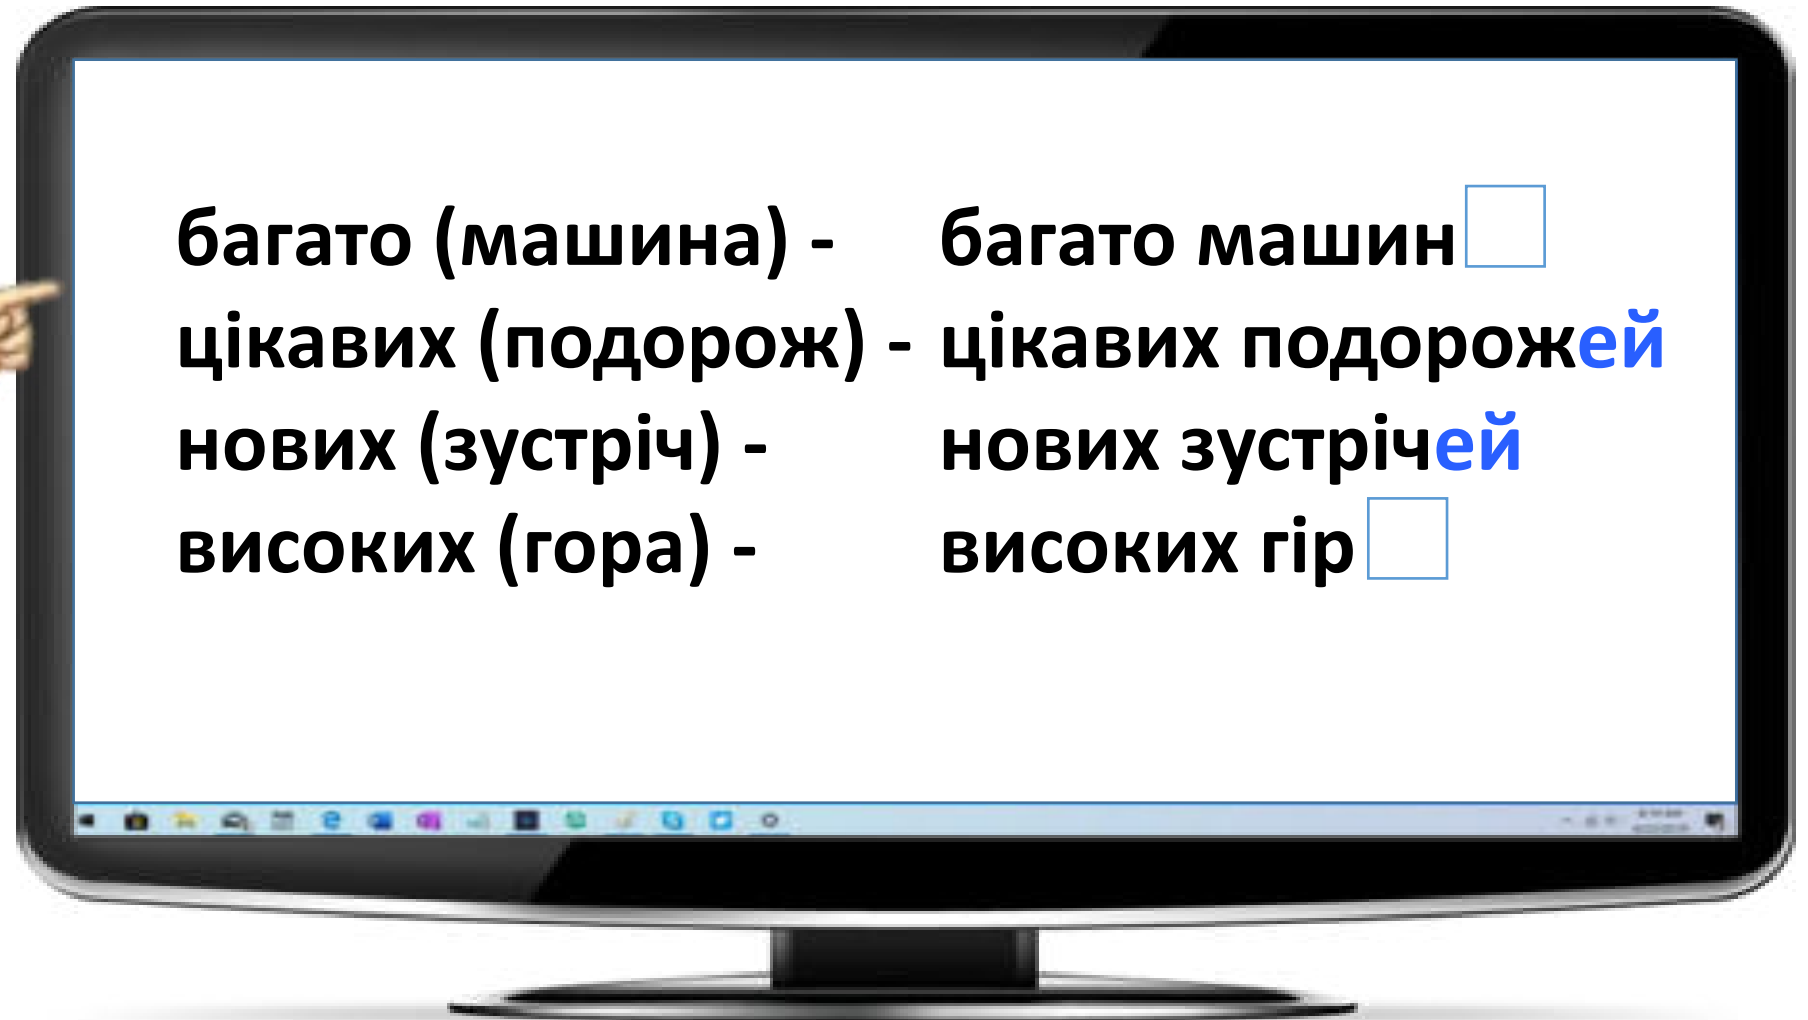 багато (машина) - багато машин
цікавих (подорож) - цікавих подорожей
нових (зустріч) - нових зустрічей
високих (гора) - високих гір